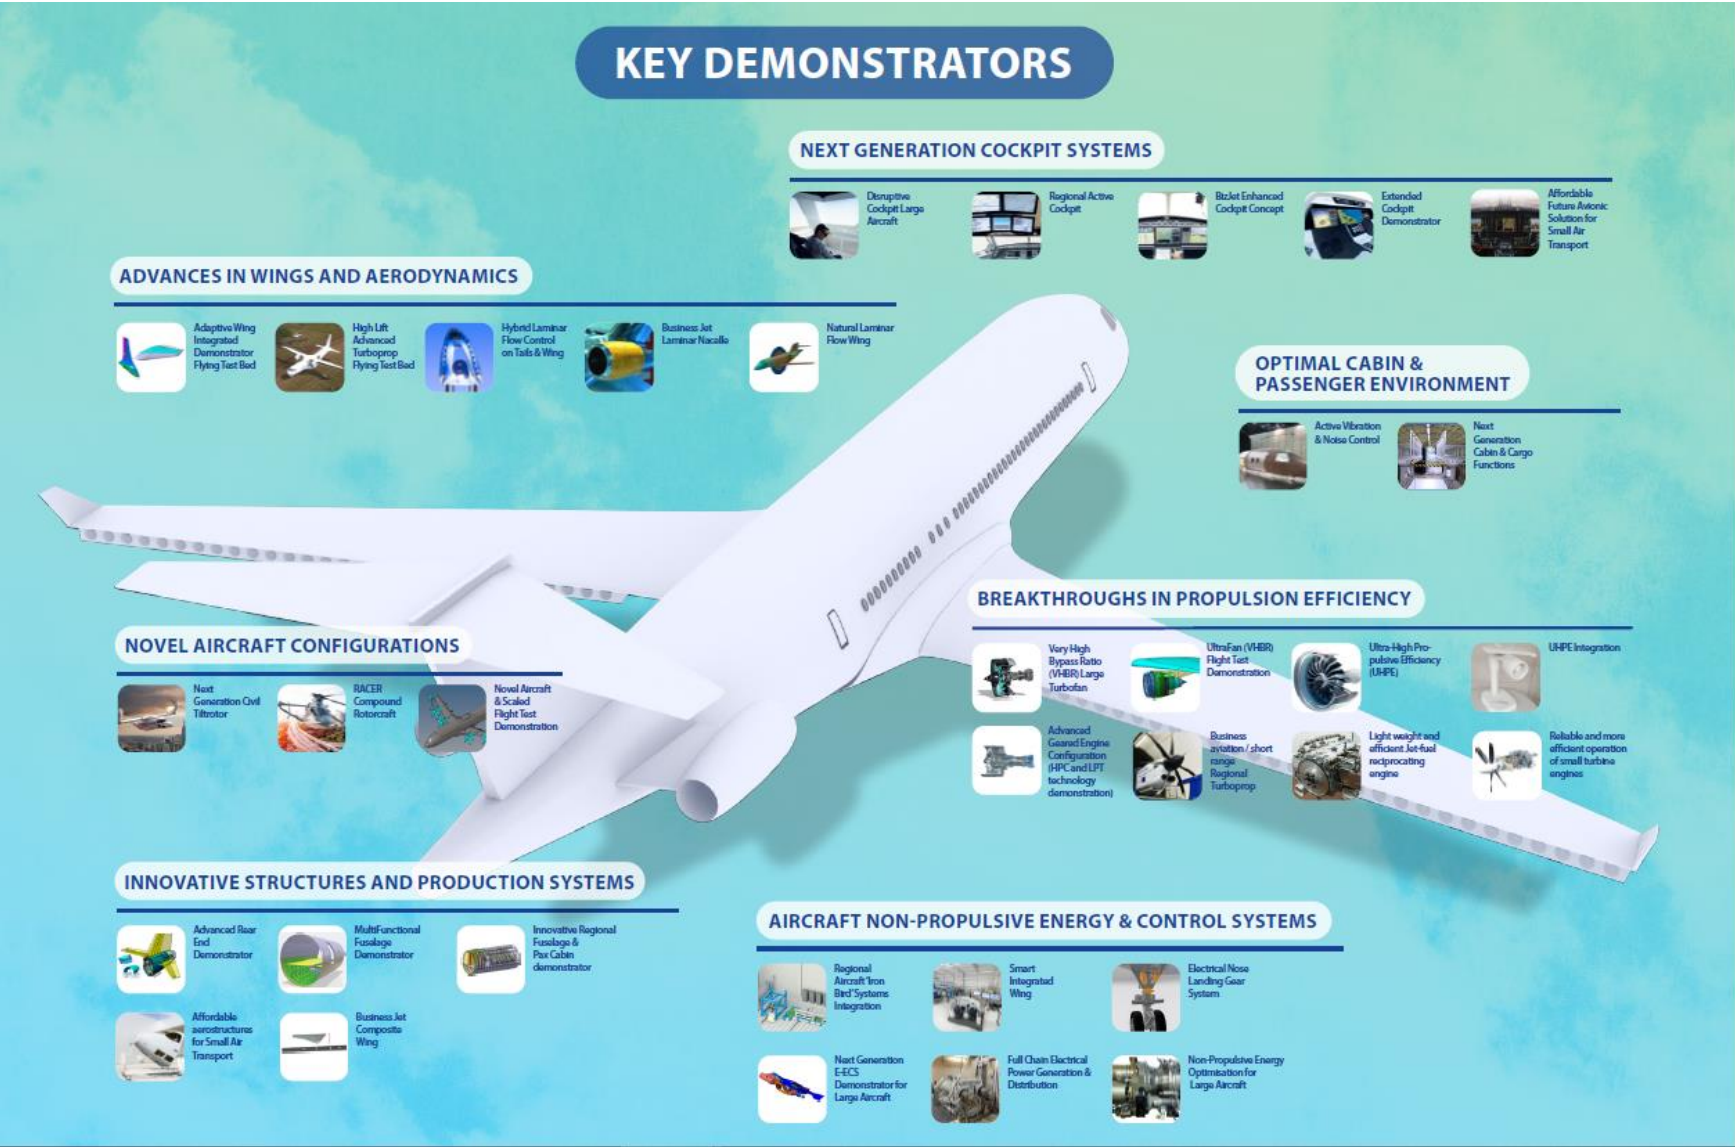 KEY DEMONSTRATORS
NEXT GENERATION COCKPIT SYSTEMS
Disruptive
Cockpit Large
Aircraft
Regional Active
Cockpit
BizJet Enhanced
Cockpit Concept
Extended
Cockpit
Demonstrator
Affordable
Future Avionic
Solution for
Small Air
Transport
ADVANCES IN WINGS AND AERODYNAMICS
Adaptive Wing
Integrated
Demonstrator
Flying Test Bed
High Lift
Advanced
Turboprop
Flying Test Bed
Hybrid Laminar
Flow Control
on Tails & Wing
Business Jet
Laminar Nacelle
Natural Laminar
Flow Wing
OPTIMAL CABIN &
PASSENGER ENVIRONMENT
Active Vibration
& Noise Control
Next
Generation
Cabin & Cargo
Functions
BREAKTHROUGHS IN PROPULSION EFFICIENCY
Very High
Bypass Ratio
(VHBR) Large
Turbofan
UltraFan (VHBR)
Flight Test
Demonstration
Ultra-High Pro-
pulsive Efficiency
(UHPE)
UHPE Integration
Advanced
Geared Engine
Configuration
(HPC and LPT
technology
demonstration)
Business
aviation / short
range
Regional
Turboprop
Light weight and
efficient Jet-fuel
reciprocating
engine
Reliable and more
efficient operation
of small turbine
engines
NOVEL AIRCRAFT CONFIGURATIONS
Next
Generation Civil
Tiltrotor
RACER
Compound
Rotorcraft
Novel Aircraft
& Scaled
Flight Test
Demonstration
INNOVATIVE STRUCTURES AND PRODUCTION SYSTEMS
Advanced Rear
End
Demonstrator
MultiFunctional
Fuselage
Demonstrator
Innovative Regional
Fuselage &
Pax Cabin
demonstrator
Affordable
aerostructures
for Small Air
Transport
Business Jet
Composite
Wing
AIRCRAFT NON-PROPULSIVE ENERGY & CONTROL SYSTEMS
Regional
Aircraft 'Iron
Bird' Systems
Integration
Smart
Integrated
Wing
Electrical Nose
Landing Gear
System
Next Generation
E-ECS
Demonstrator for
Large Aircraft
Full Chain Electrical
Power Generation &
Distribution
Non-Propulsive Energy
Optimisation for
Large Aircraft